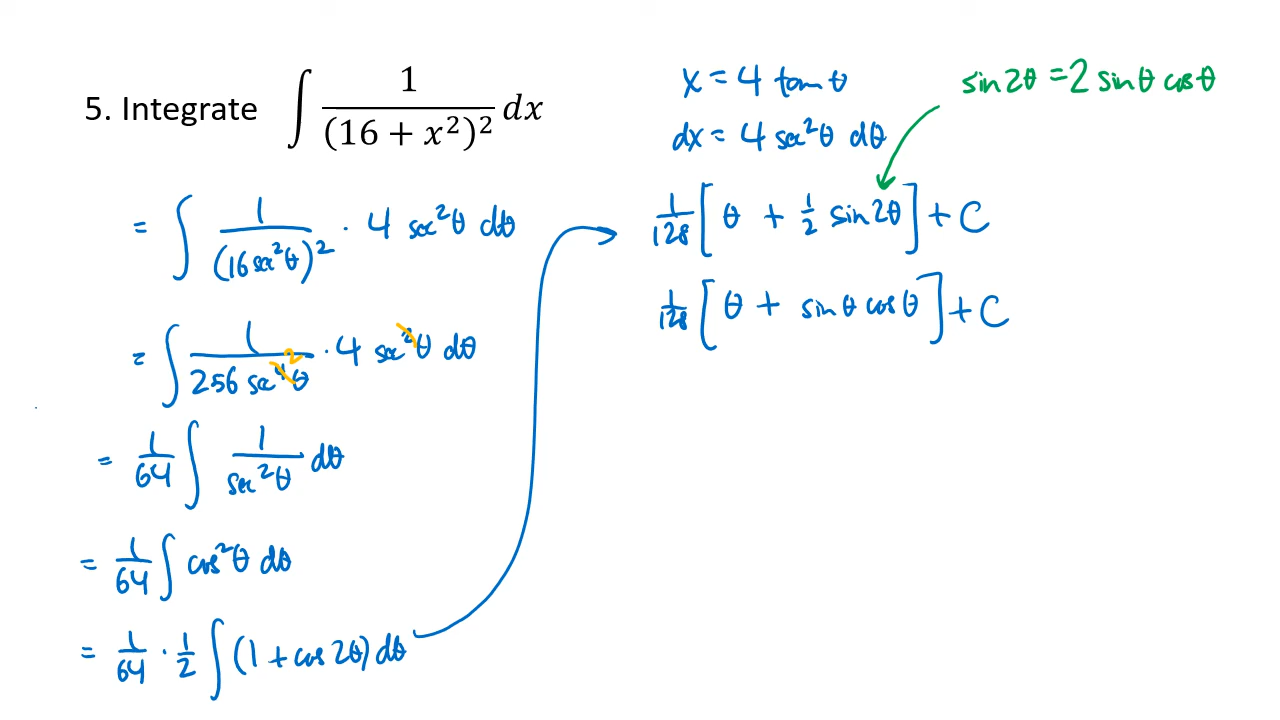 5. Integrate ∫ 1/(16 + x²)² dx
= ∫ 1/(16 sec²θ)² · 4 sec²θ dθ
= ∫ 1/(256 sec⁴ ²θ) · 4 sec²θ dθ
= 1/64 ∫ 1/sec²θ dθ
= 1/64 ∫ cos²θ dθ
= 1/64 · 1/2 ∫ (1 + cos 2θ) dθ
x = 4 tan θ
dx = 4 sec²θ dθ
sin 2θ = 2 sin θ cos θ
1/128 [ θ + 1/2 sin 2θ ] + C
1/128 [ θ + sin θ cos θ ] + C